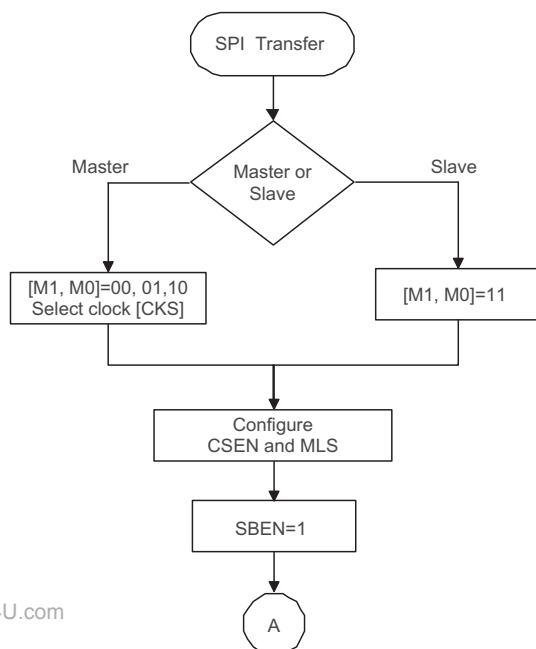 SPI Transfer
Master
Master or
Slave
Slave
[M1, M0]=00, 01,10
Select clock [CKS]
[M1, M0]=11
Configure
CSEN and MLS
SBEN=1
A
U.com